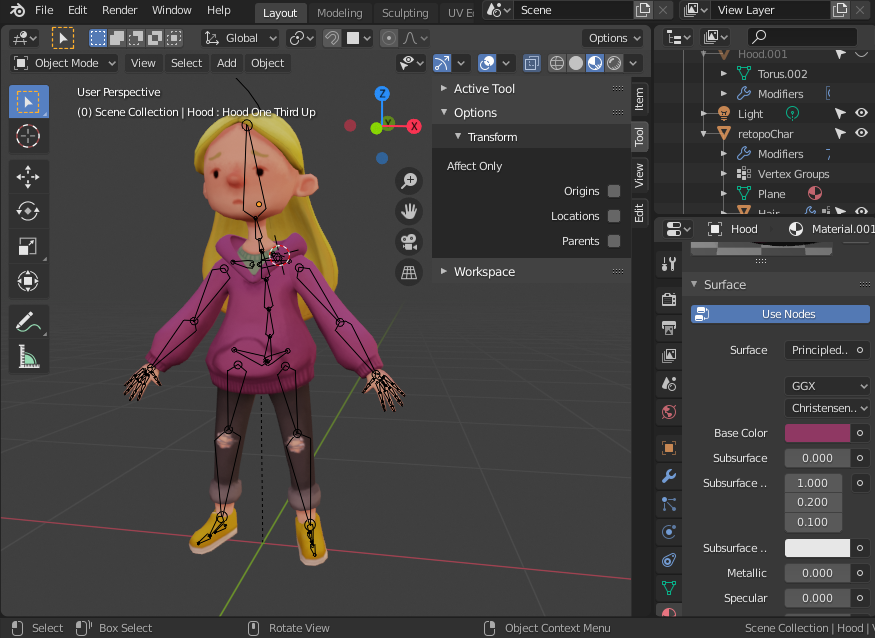 File Edit Render Window Help Layout Modeling Sculpting UV E Scene View Layer
Global Options
Object Mode View Select Add Object
User Perspective
(0) Scene Collection | Hood : Hood One Third Up
Z
Y
X
Active Tool
Options
Transform
Affect Only
Origins
Locations
Parents
Workspace
Item
Tool
View
Edit
Hood.001
Torus.002
Modifiers
Light
retopoChar
Modifiers
Vertex Groups
Plane
Hair
Hood Material.001
Surface
Use Nodes
Surface Principled..
GGX
Christensen..
Base Color
Subsurface 0.000
Subsurface .. 1.000
0.200
0.100
Subsurface ..
Metallic 0.000
Specular 0.000
Select Box Select Rotate View Object Context Menu Scene Collection | Hood |